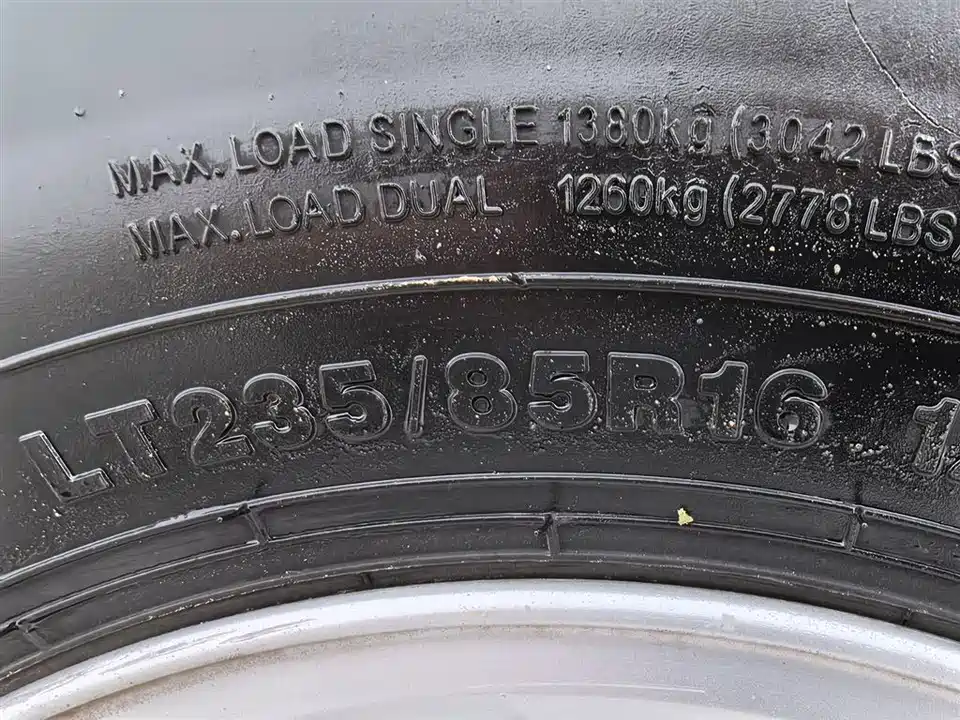 MAX. LOAD SINGLE 1380kg (3042 LBS
MAX. LOAD DUAL 1260kg (2778 LBS
LT235/85R16